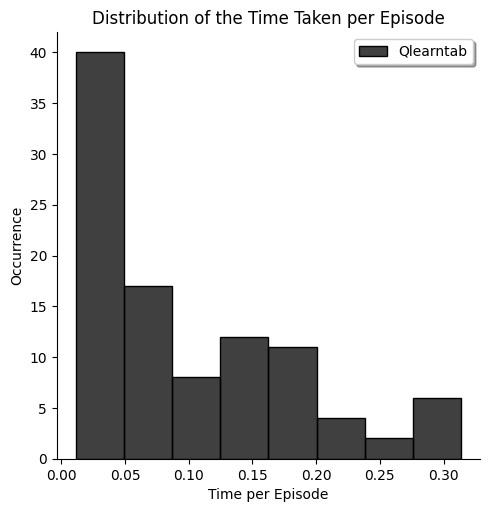 Distribution of the Time Taken per Episode
Qlearntab
40
35
30
25
20
15
10
5
0
Occurrence
0.00 0.05 0.10 0.15 0.20 0.25 0.30
Time per Episode